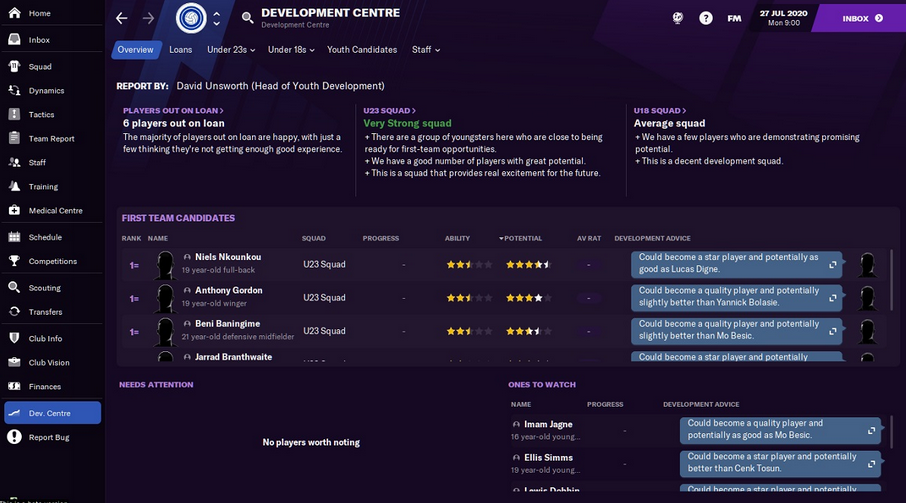 Home
DEVELOPMENT CENTRE
Development Centre
?
FM
27 JUL 2020
Mon 9:00
INBOX
Inbox
Overview
Loans
Under 23s
Under 18s
Youth Candidates
Staff
Squad
Dynamics
Tactics
Team Report
Staff
Training
Medical Centre
Schedule
Competitions
Scouting
Transfers
Club Info
Club Vision
Finances
Dev. Centre
Report Bug
REPORT BY: David Unsworth (Head of Youth Development)
PLAYERS OUT ON LOAN >
6 players out on loan
The majority of players out on loan are happy, with just a
few thinking they're not getting enough good experience.
U23 SQUAD >
Very Strong squad
+ There are a group of youngsters here who are close to being
ready for first-team opportunities.
+ We have a good number of players with great potential.
+ This is a squad that provides real excitement for the future.
U18 SQUAD >
Average squad
+ We have a few players who are demonstrating promising
potential.
+ This is a decent development squad.
FIRST TEAM CANDIDATES
RANK NAME SQUAD PROGRESS ABILITY POTENTIAL AV RAT DEVELOPMENT ADVICE
1= Niels Nkounkou U23 Squad - - Could become a star player and potentially as
19 year-old full-back good as Lucas Digne.
1= Anthony Gordon U23 Squad - - Could become a quality player and potentially
19 year-old winger slightly better than Yannick Bolasie.
1= Beni Baningime U23 Squad - - Could become a quality player and potentially
21 year-old defensive midfielder slightly better than Mo Besic.
Jarrad Branthwaite Could become a star player and potentially
NEEDS ATTENTION
No players worth noting
ONES TO WATCH
NAME PROGRESS DEVELOPMENT ADVICE
Imam Jagne - Could become a quality player and
16 year-old young... potentially as good as Mo Besic.
Ellis Simms - Could become a star player and potentially
19 year-old young... better than Cenk Tosun.
Could become a star player and potentially